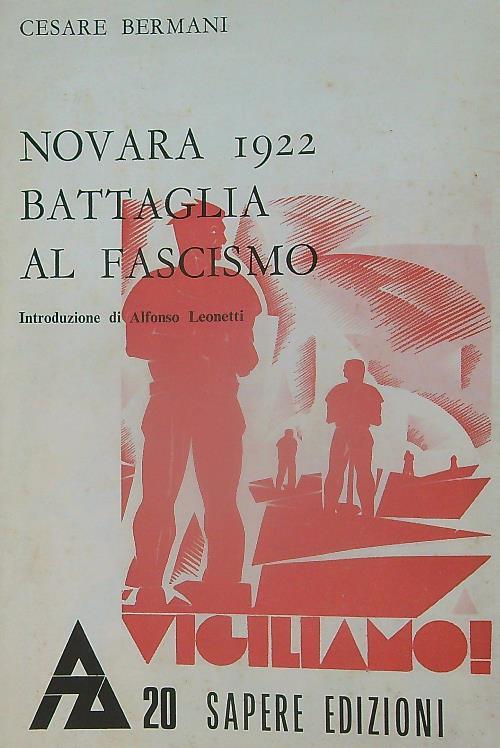 CESARE BERMANI
NOVARA 1922
BATTAGLIA
AL FASCISMO
Introduzione di Alfonso Leonetti
VIGILIAMO!
20 SAPERE EDIZIONI